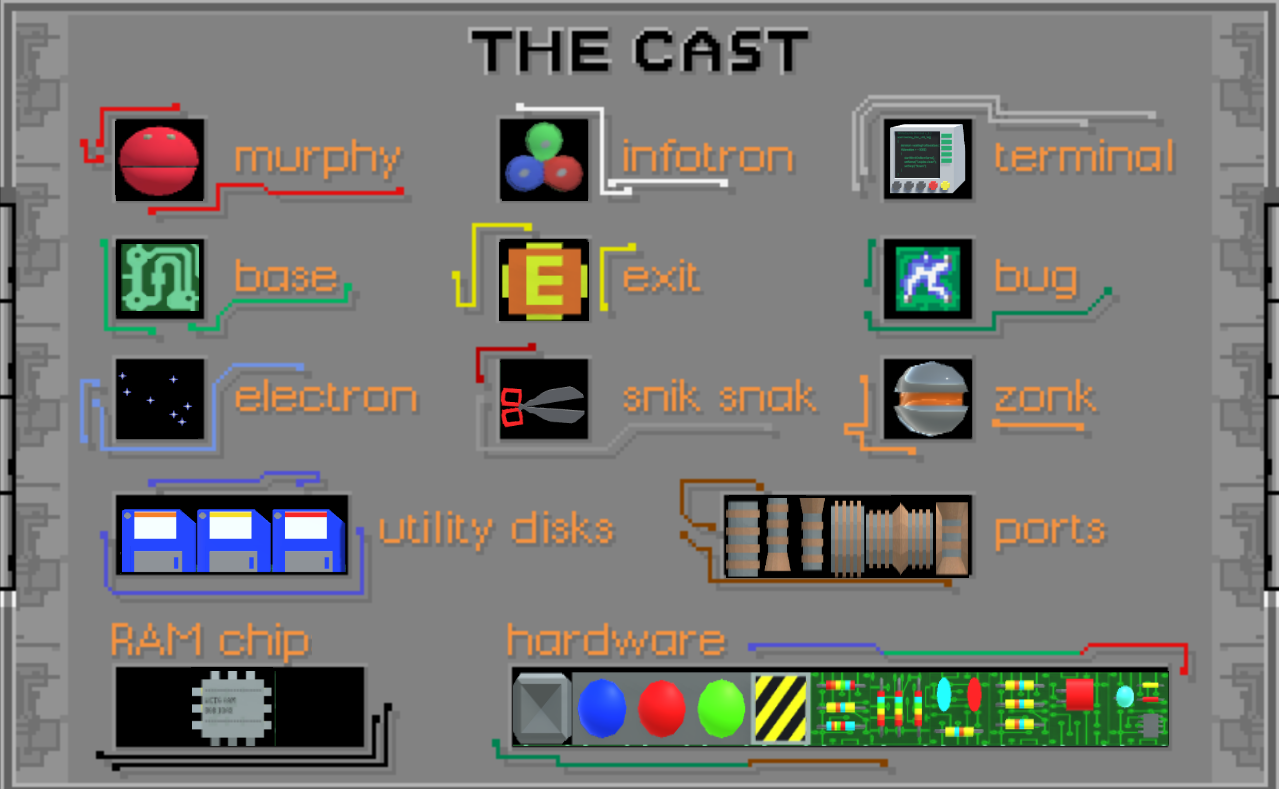 THE CAST
murphy
infotron
terminal
base
E
exit
bug
electron
snik snak
zonk
utility disks
ports
RAM chip
hardware